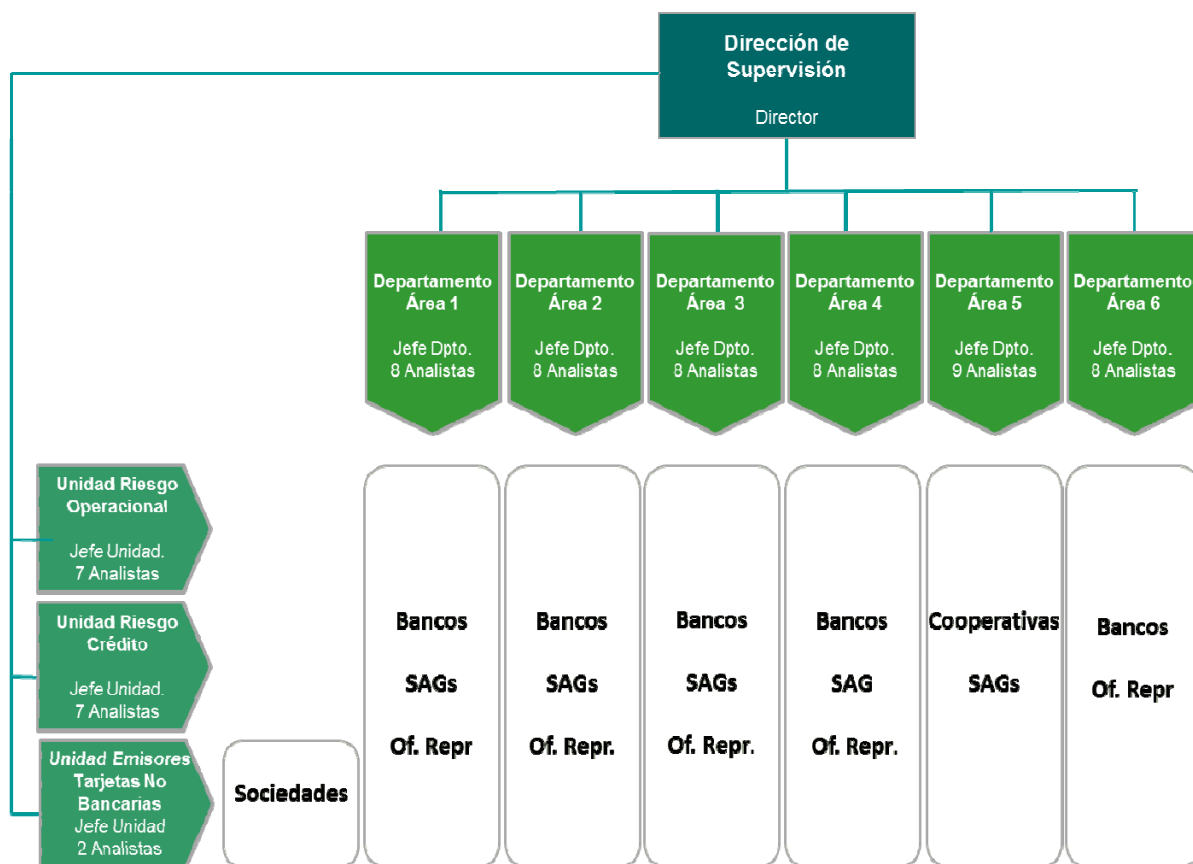 Dirección de
Supervisión
Director
Departamento
Área 1
Jefe Dpto.
8 Analistas
Departamento
Área 2
Jefe Dpto.
8 Analistas
Departamento
Área 3
Jefe Dpto.
8 Analistas
Departamento
Área 4
Jefe Dpto.
8 Analistas
Departamento
Área 5
Jefe Dpto.
9 Analistas
Departamento
Área 6
Jefe Dpto.
8 Analistas
Unidad Riesgo
Operacional
Jefe Unidad.
7 Analistas
Unidad Riesgo
Crédito
Jefe Unidad.
7 Analistas
Unidad Emisores
Tarjetas No
Bancarias
Jefe Unidad
2 Analistas
Sociedades
Bancos
SAGs
Of. Repr
Bancos
SAGs
Of. Repr.
Bancos
SAGs
Of. Repr.
Bancos
SAG
Of. Repr.
Cooperativas
SAGs
Bancos
Of. Repr